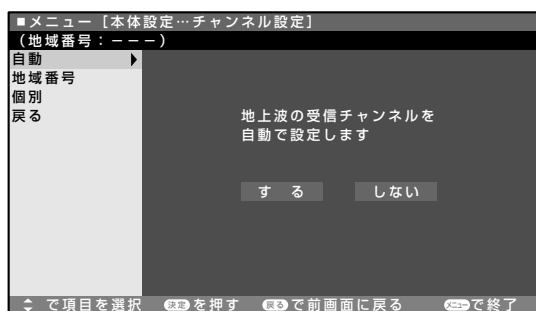 ■メニュー［本体設定…チャンネル設定］
（地域番号：－－－）
自動
地域番号
個別
戻る
地上波の受信チャンネルを
自動で設定します
する　しない
で項目を選択　決定を押す　戻るで前画面に戻る　メニューで終了